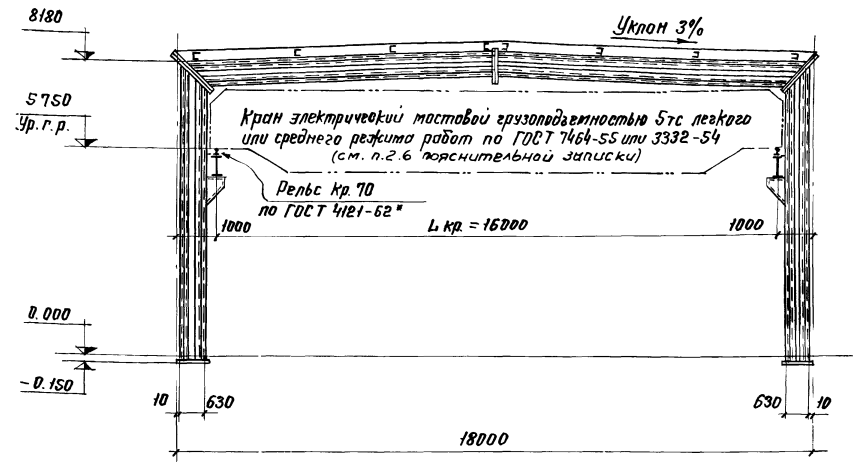 8180
Уклон 3%
5750
Ур.г.р.
Кран электрический мостовой грузоподъемностью 5тс легкого
или среднего режима работ по ГОСТ 7464-55 или 3332-54
(см. п.2.6 пояснительной записки)
Рельс Кр. 70
по ГОСТ 4121-62*
1000
L кр. = 16000
1000
0.000
-0.150
10
630
630
10
18000